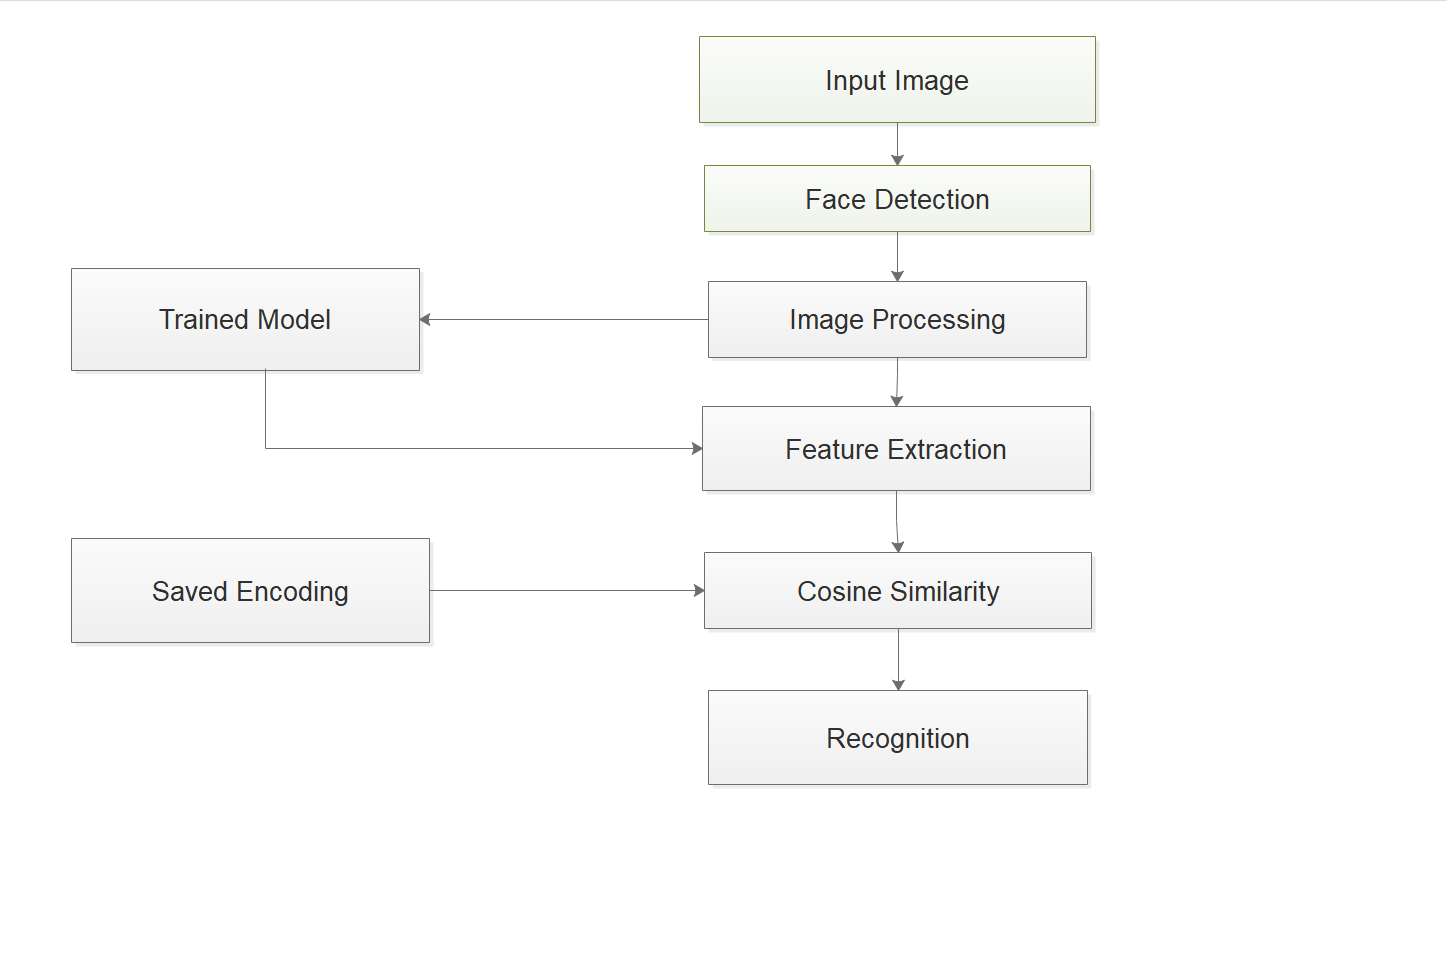 Input Image
Face Detection
Trained Model
Image Processing
Feature Extraction
Saved Encoding
Cosine Similarity
Recognition